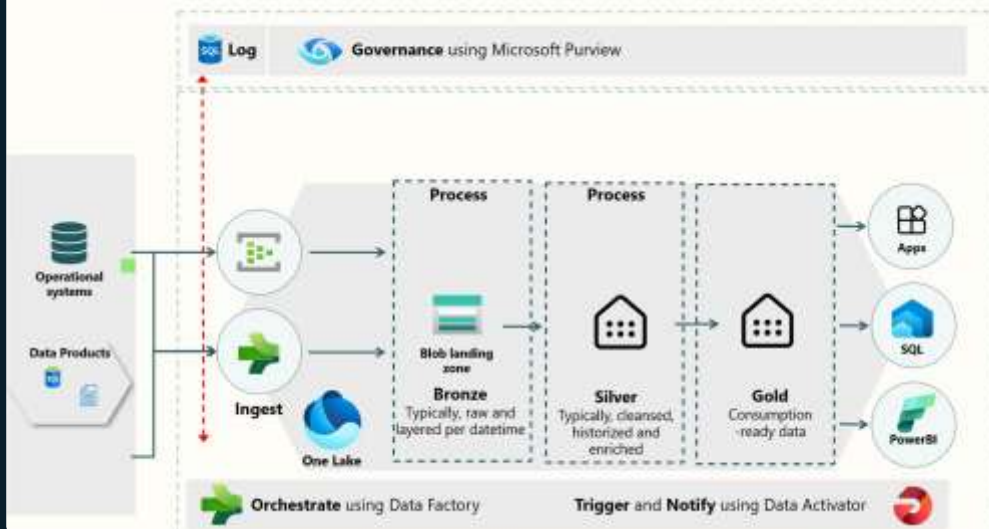 SQL Log
Governance using Microsoft Purview
Operational
systems
Data Products
SQL
Ingest
One Lake
Process
Blob landing
zone
Bronze
Typically, raw and
layered per datetime
Process
Silver
Typically, cleansed,
historized and
enriched
Gold
Consumption
-ready data
Apps
SQL
PowerBI
Orchestrate using Data Factory
Trigger and Notify using Data Activator